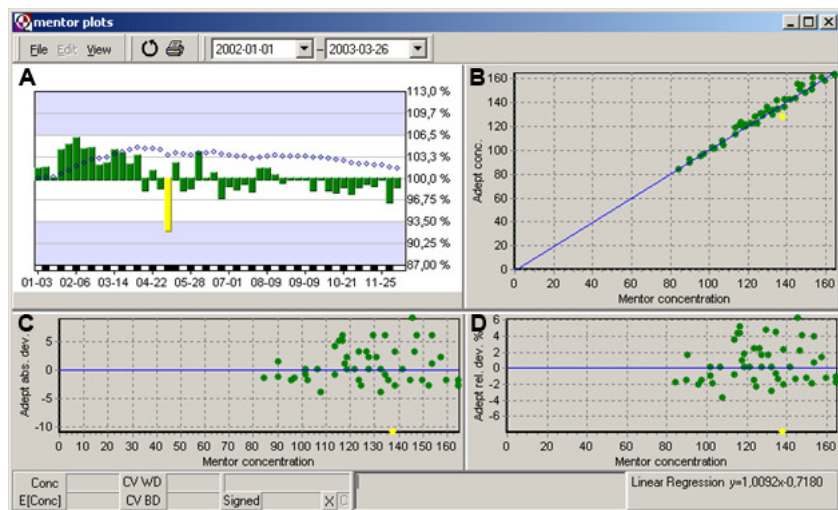 mentor plots
File Edit View 2002-01-01 – 2003-03-26
A
113,0 %
109,7 %
106,5 %
103,3 %
100,0 %
96,75 %
93,50 %
90,25 %
87,00 %
01-03 02-06 03-14 04-22 05-28 07-01 08-09 09-09 10-21 11-25
B
Adept conc.
160
140
120
100
80
60
40
20
0
0 20 40 60 80 100 120 140 160
Mentor concentration
C
Adept abs. dev.
5
0
-5
-10
0 10 20 30 40 50 60 70 80 90 100 110 120 130 140 150 160
Mentor concentration
D
Adept rel. dev. %
6
4
2
0
-2
-4
-6
0 20 40 60 80 100 120 140 160
Mentor concentration
Conc CV WD
E[Conc] CV BD Signed X C
Linear Regression y=1,0092x-0,7180